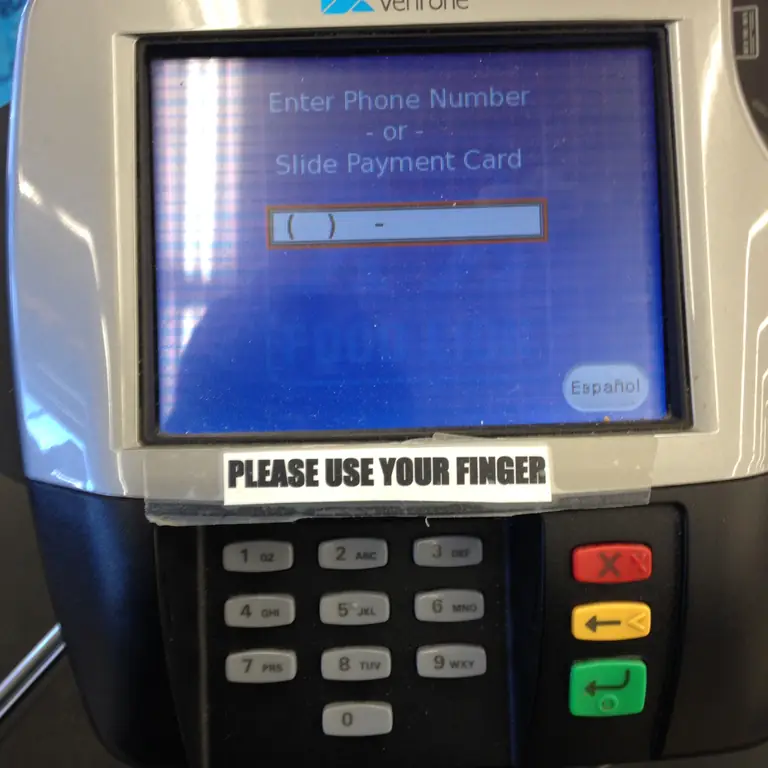 Verifone
Enter Phone Number
- or -
Slide Payment Card
( ) -
Español
PLEASE USE YOUR FINGER
1 QZ
2 ABC
3 DEF
X
4 GHI
5 JKL
6 MNO
7 PRS
8 TUV
9 WXY
0